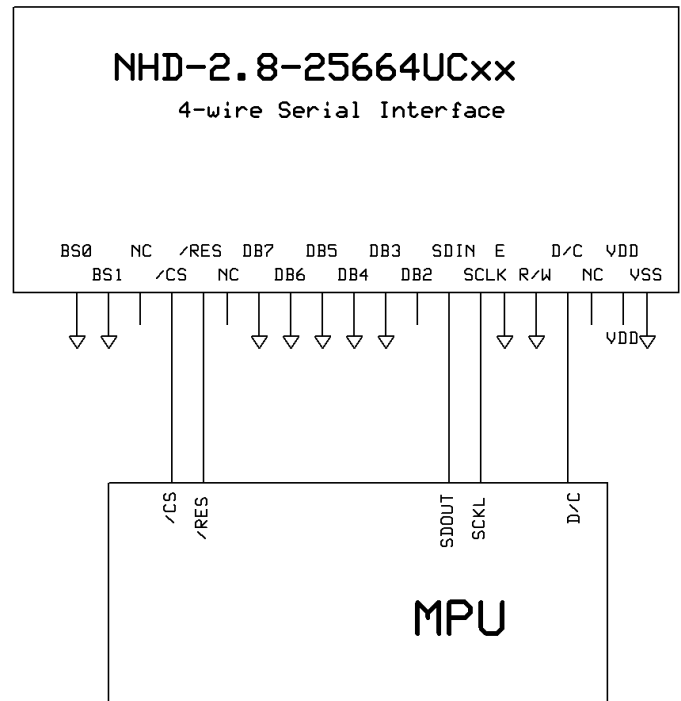 NHD-2.8-25664UCxx
4-wire Serial Interface
BS0 NC /RES DB7 DB5 DB3 SDIN E D/C VDD
BS1 /CS NC DB6 DB4 DB2 SCLK R/W NC VSS
VDD
/CS /RES SDOUT SCKL D/C
MPU